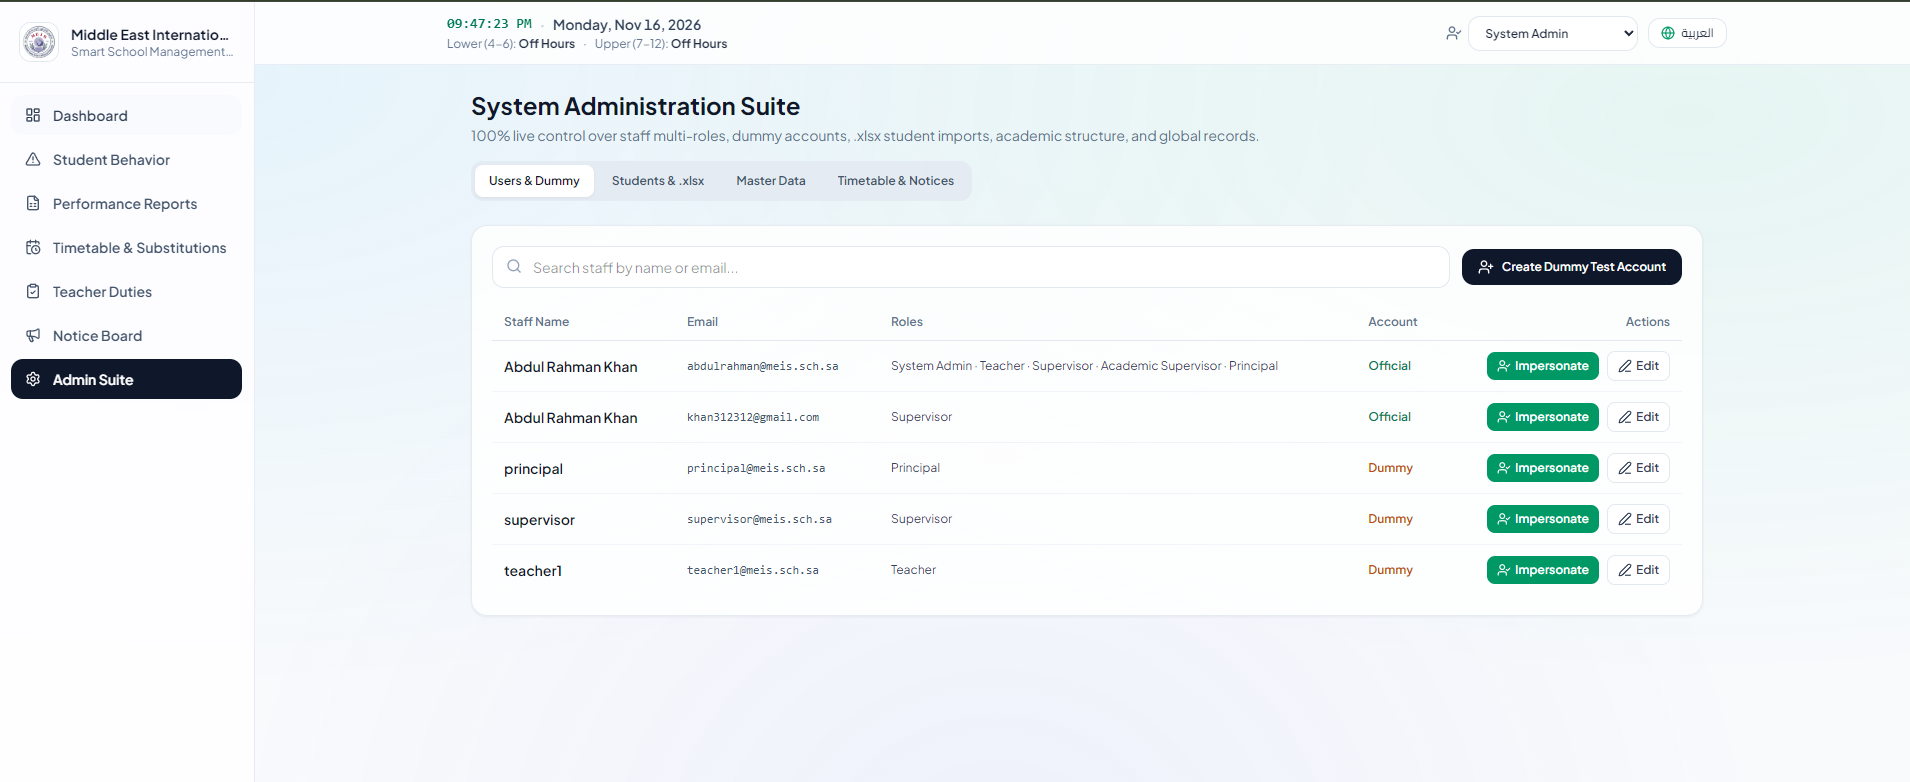 Middle East Internatio...
Smart School Management...
Dashboard
Student Behavior
Performance Reports
Timetable & Substitutions
Teacher Duties
Notice Board
Admin Suite
09:47:23 PM · Monday, Nov 16, 2026
Lower (4–6): Off Hours · Upper (7–12): Off Hours
System Admin
العربية
System Administration Suite
100% live control over staff multi-roles, dummy accounts, .xlsx student imports, academic structure, and global records.
Users & Dummy Students & .xlsx Master Data Timetable & Notices
Search staff by name or email...
Create Dummy Test Account
Staff Name Email Roles Account Actions
Abdul Rahman Khan abdulrahman@meis.sch.sa System Admin · Teacher · Supervisor · Academic Supervisor · Principal Official Impersonate Edit
Abdul Rahman Khan khan312312@gmail.com Supervisor Official Impersonate Edit
principal principal@meis.sch.sa Principal Dummy Impersonate Edit
supervisor supervisor@meis.sch.sa Supervisor Dummy Impersonate Edit
teacher1 teacher1@meis.sch.sa Teacher Dummy Impersonate Edit